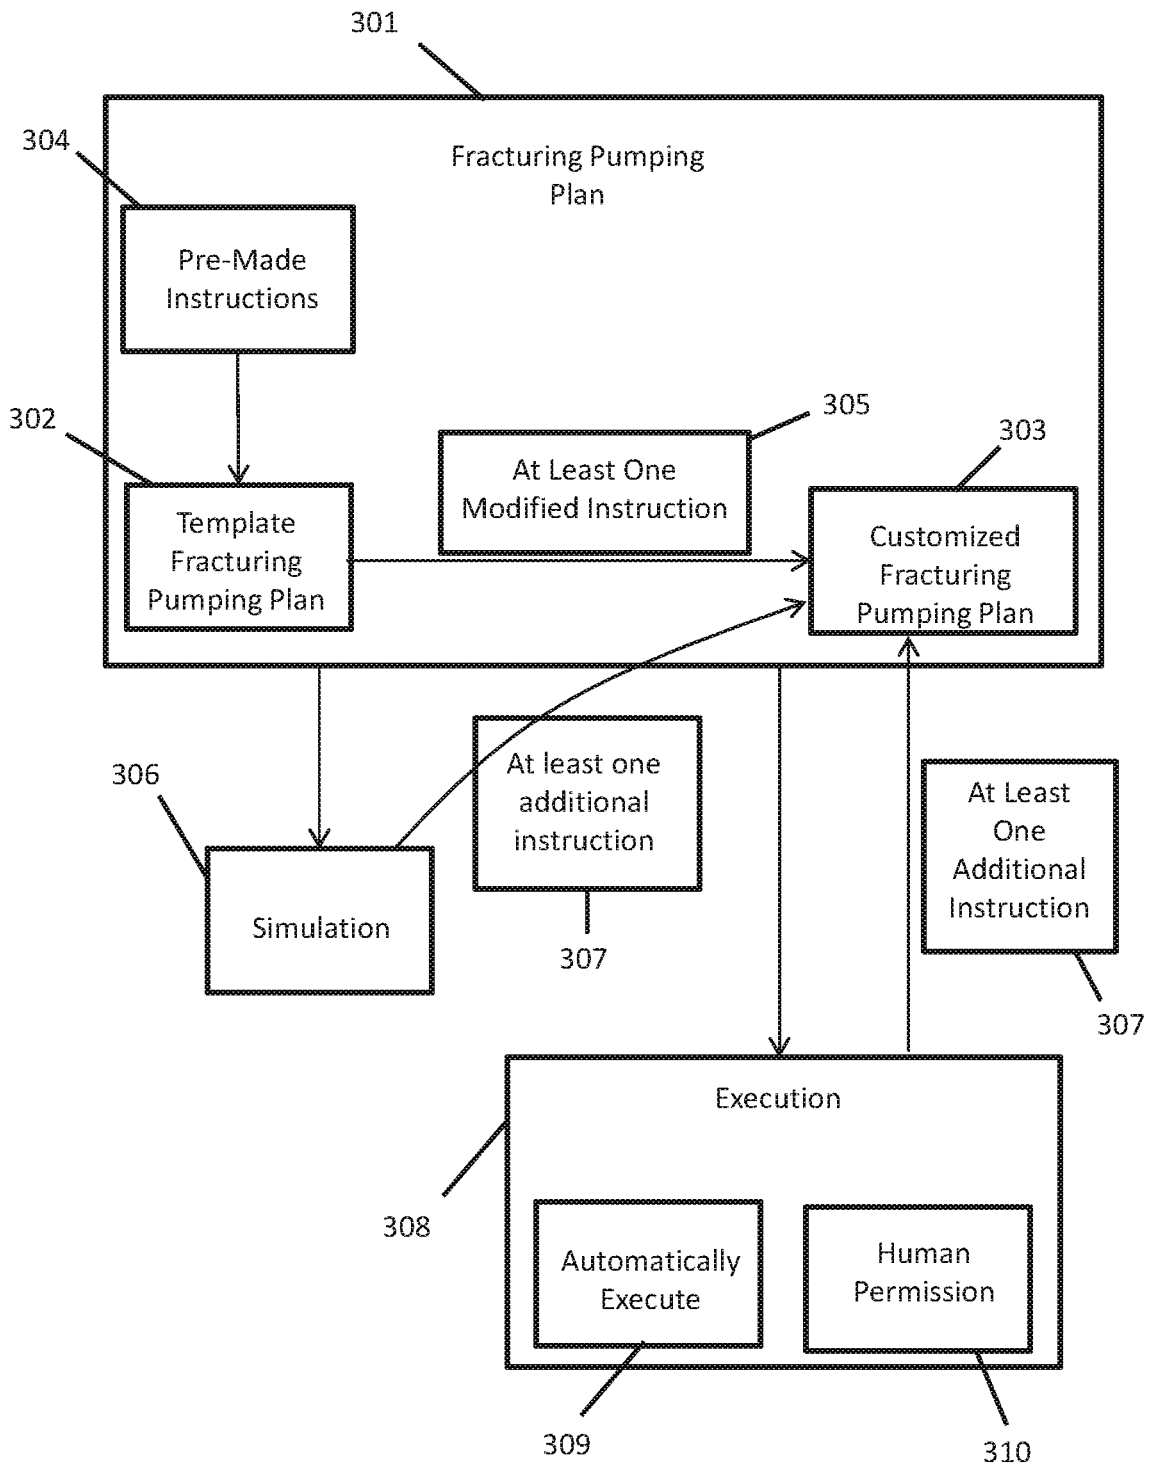 301
304
Fracturing Pumping
Plan
Pre-Made
Instructions
302
305
303
At Least One
Modified Instruction
Template
Fracturing
Pumping Plan
Customized
Fracturing
Pumping Plan
306
At least one
additional
instruction
At Least
One
Additional
Instruction
Simulation
307
307
Execution
308
Automatically
Execute
Human
Permission
309
310